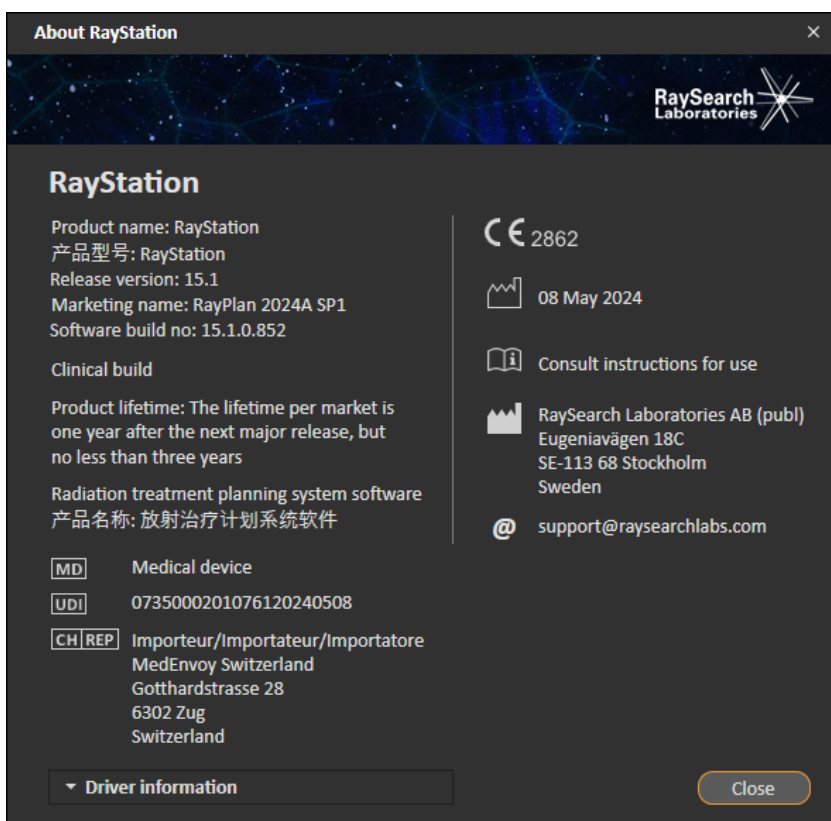 About RayStation
RaySearch
Laboratories
RayStation
Product name: RayStation
产品型号: RayStation
Release version: 15.1
Marketing name: RayPlan 2024A SP1
Software build no: 15.1.0.852
Clinical build
Product lifetime: The lifetime per market is
one year after the next major release, but
no less than three years
Radiation treatment planning system software
产品名称: 放射治疗计划系统软件
MD Medical device
UDI 0735000201076120240508
CH REP Importeur/Importateur/Importatore
MedEnvoy Switzerland
Gotthardstrasse 28
6302 Zug
Switzerland
CE 2862
08 May 2024
i Consult instructions for use
RaySearch Laboratories AB (publ)
Eugeniavägen 18C
SE-113 68 Stockholm
Sweden
@ support@raysearchlabs.com
Driver information
Close